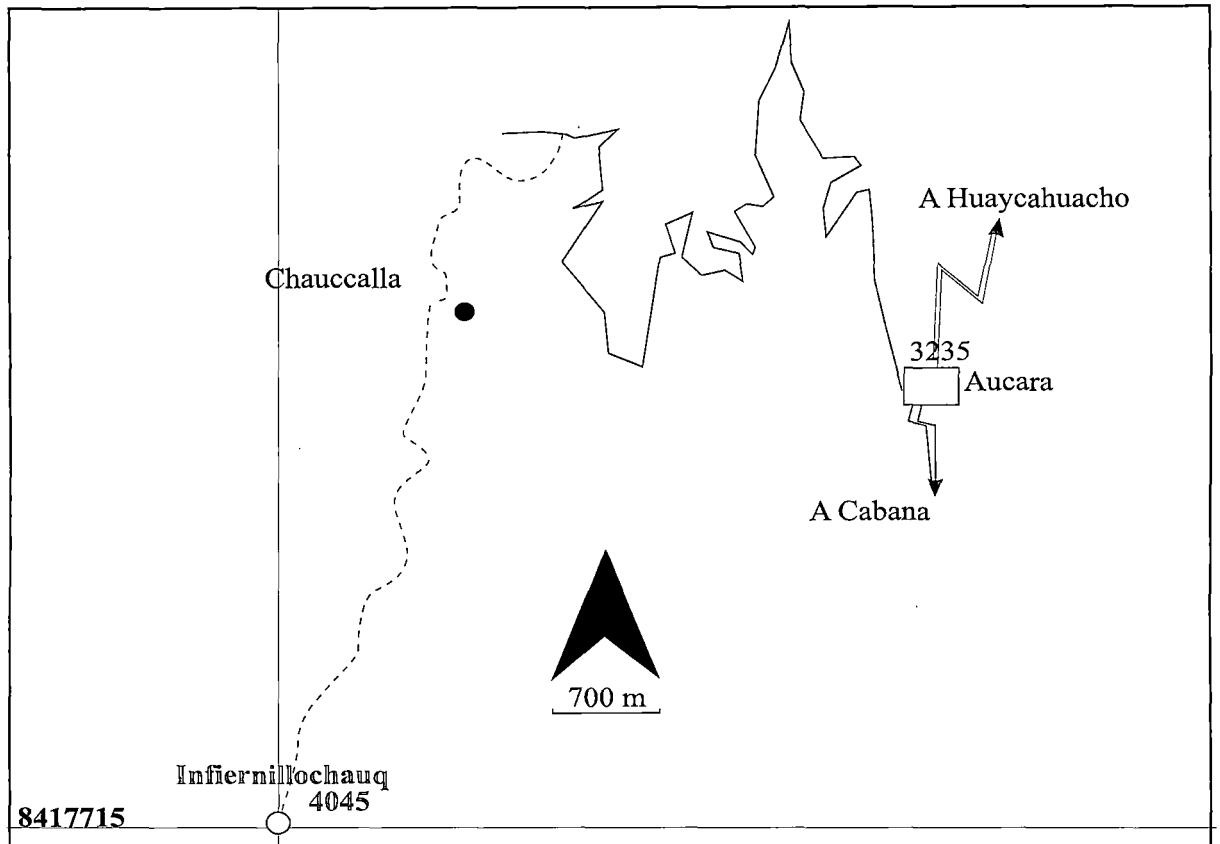 A Huaycahuacho
Chauccalla
3235
Aucara
A Cabana
700 m
Infiernillochauq
4045
8417715